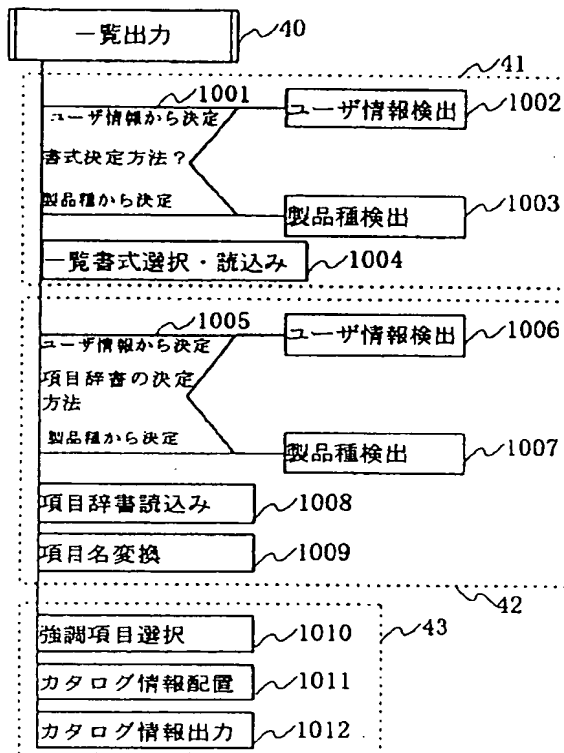 一覧出力 40
41
1001
ユーザ情報から決定
ユーザ情報検出 1002
書式決定方法？
製品種から決定
製品種検出 1003
一覧書式選択・読込み 1004
1005
ユーザ情報から決定
ユーザ情報検出 1006
項目辞書の決定
方法
製品種から決定
製品種検出 1007
項目辞書読込み 1008
項目名変換 1009
42
43
強調項目選択 1010
カタログ情報配置 1011
カタログ情報出力 1012